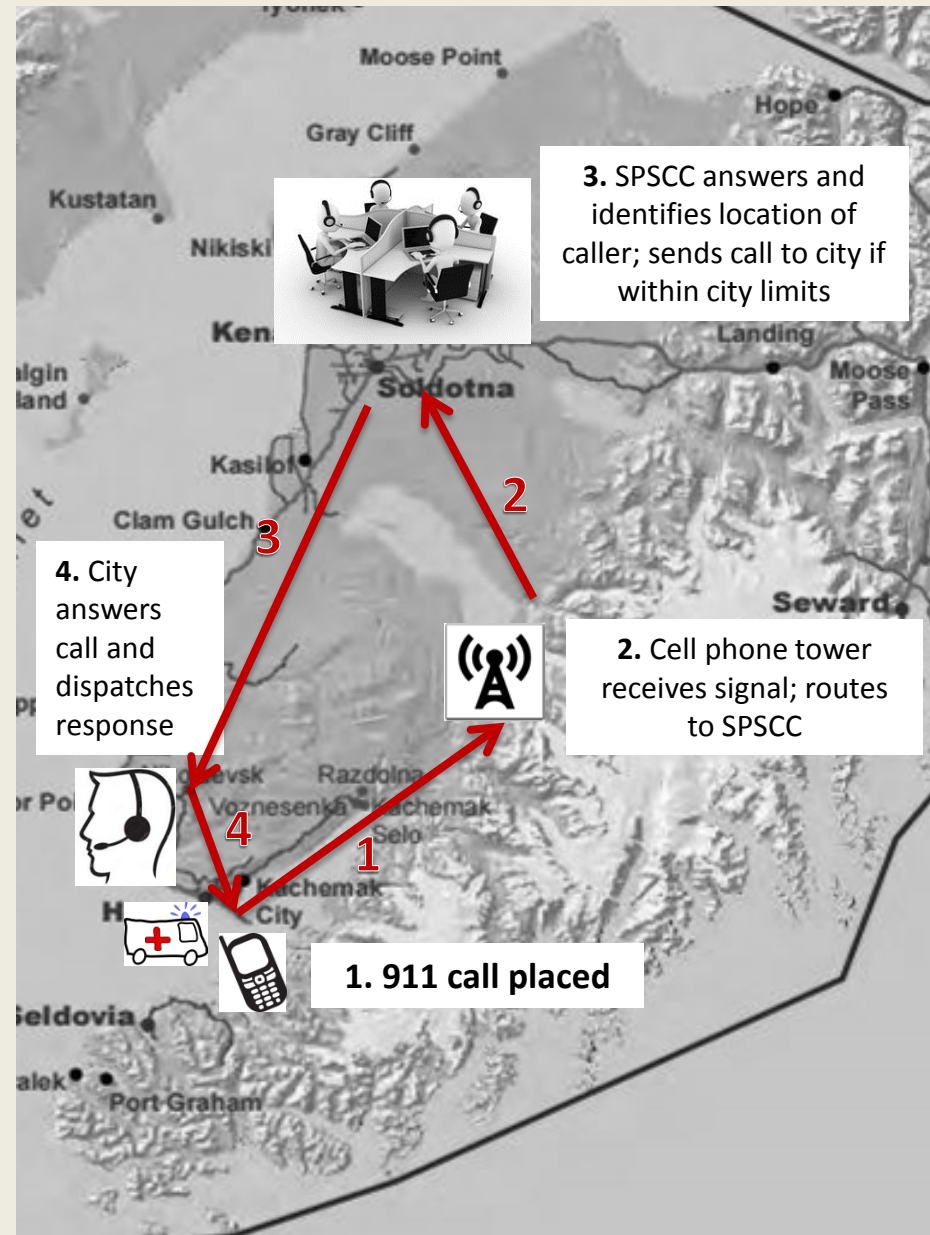 Moose Point
Hope
Gray Cliff
3. SPSCC answers and
identifies location of
caller; sends call to city if
within city limits
Kustatan
Nikiski
Landing
Moose
Pass
Soldotna
Kasilof
2
Clam Gulch
3
4. City
answers
call and
dispatches
response
Seward
2. Cell phone tower
receives signal; routes
to SPSCC
Razdolna
Voznesenka
Kachemak
Selo
4
1
Kachemak
City
1. 911 call placed
Seldovia
Port Graham